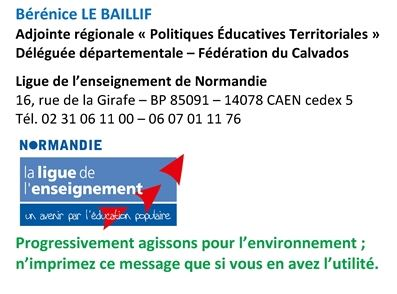 Bérénice LE BAILLIF
Adjointe régionale « Politiques Éducatives Territoriales »
Déléguée départementale – Fédération du Calvados
Ligue de l'enseignement de Normandie
16, rue de la Girafe – BP 85091 – 14078 CAEN cedex 5
Tél. 02 31 06 11 00 – 06 07 01 11 76
NORMANDIE
la ligue de
l'enseignement
un avenir par l'éducation populaire
Progressivement agissons pour l'environnement ;
n'imprimez ce message que si vous en avez l'utilité.